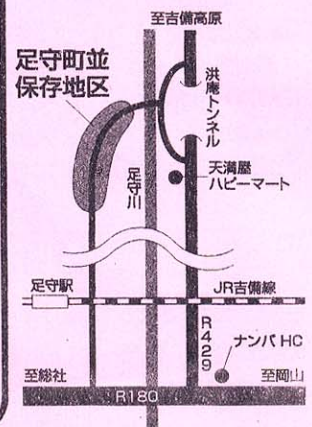 至吉備高原
足守町並
保存地区
洪庵トンネル
足守川
天満屋
ハピーマート
足守駅
JR吉備線
R429
ナンバ HC
至総社
至岡山
R180